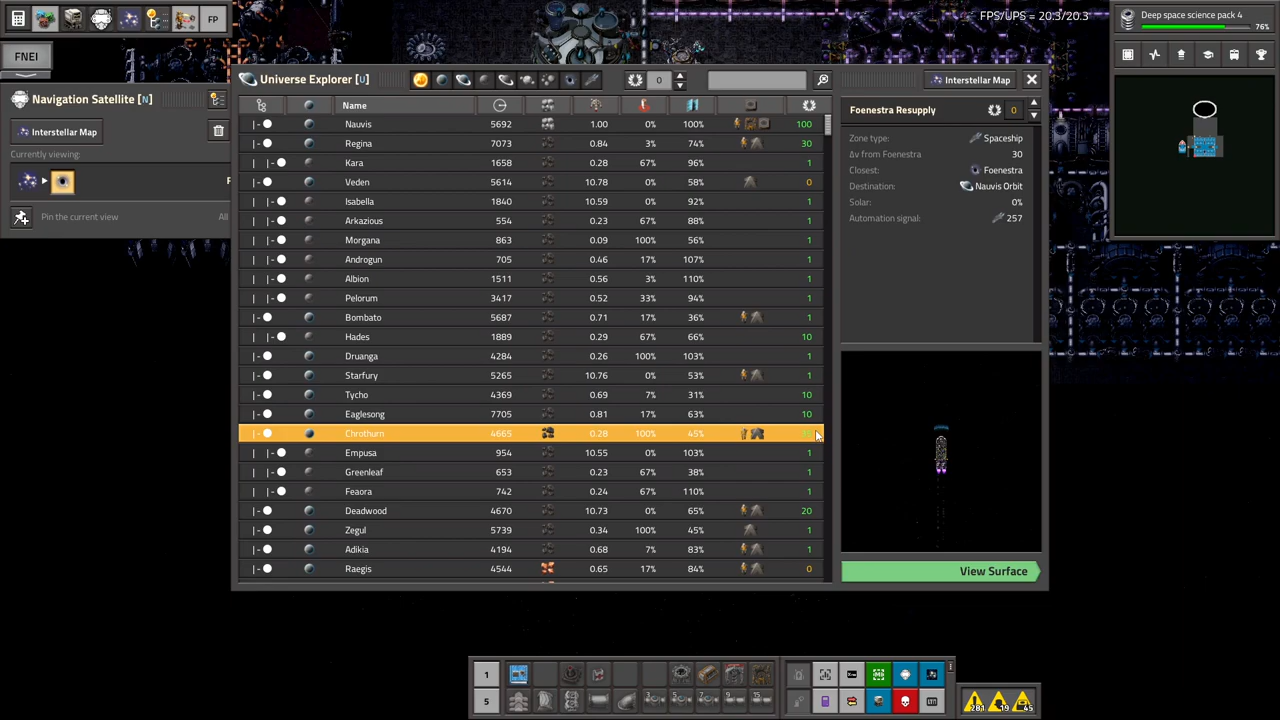 FPS/UPS = 20.3/20.3
Deep space science pack 4
76%
FP
FNEI
Navigation Satellite [N]
Interstellar Map
Currently viewing:
F
Pin the current view All
Universe Explorer [U]
0
Interstellar Map
Name
Nauvis 5692 1.00 0% 100% 100
Regina 7073 0.84 3% 74% 30
Kara 1658 0.28 67% 96% 1
Veden 5614 10.78 0% 58% 0
Isabella 1840 10.59 0% 92% 1
Arkazious 554 0.23 67% 88% 1
Morgana 863 0.09 100% 56% 1
Androgun 705 0.46 17% 107% 1
Albion 1511 0.56 3% 110% 1
Pelorum 3417 0.52 33% 94% 1
Bombato 5687 0.71 17% 36% 1
Hades 1889 0.29 67% 66% 10
Druanga 4284 0.26 100% 103% 1
Starfury 5265 10.76 0% 53% 1
Tycho 4369 0.69 7% 31% 10
Eaglesong 7705 0.81 17% 63% 10
Chrothurn 4665 0.28 100% 45%
Empusa 954 10.55 0% 103% 1
Greenleaf 653 0.23 67% 38% 1
Feaora 742 0.24 67% 110% 1
Deadwood 4670 10.73 0% 65% 20
Zegul 5739 0.34 100% 45% 1
Adikia 4194 0.68 7% 83% 1
Raegis 4544 0.65 17% 84% 0
Foenestra Resupply 0
Zone type: Spaceship
Δv from Foenestra 30
Closest: Foenestra
Destination: Nauvis Orbit
Solar: 0%
Automation signal: 257
View Surface
1
5
3 5 7 9 15
281 19 45